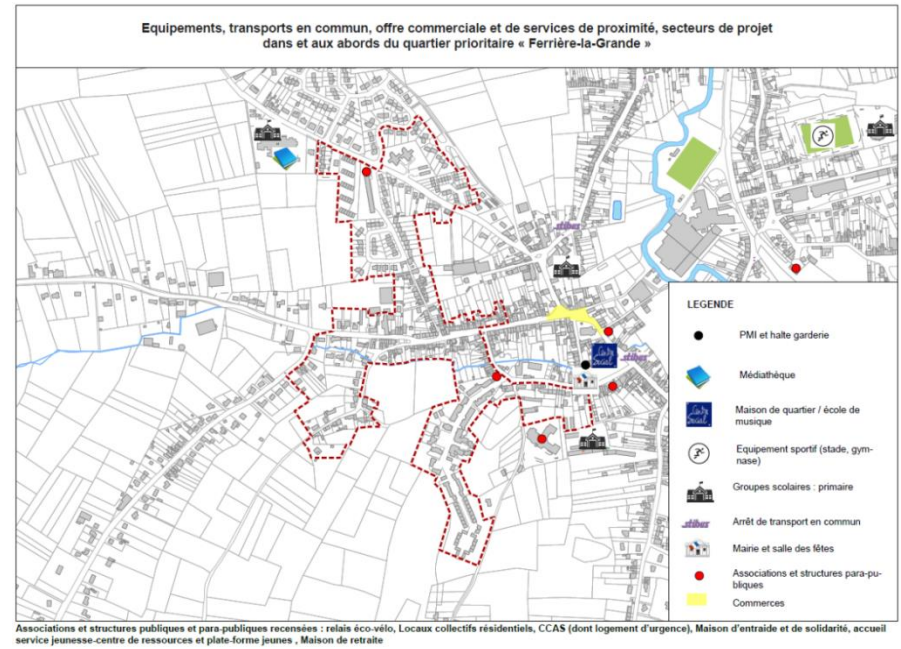 Equipements, transports en commun, offre commerciale et de services de proximité, secteurs de projet
dans et aux abords du quartier prioritaire « Ferrière-la-Grande »
.stibus
Centre
Social
.stibus
LEGENDE
PMI et halte garderie
Médiathèque
Centre
Social
Maison de quartier / école de
musique
Equipement sportif (stade, gym-
nase)
Groupes scolaires : primaire
.stibus
Arrêt de transport en commun
Mairie et salle des fêtes
Associations et structures para-pu-
bliques
Commerces
Associations et structures publiques et para-publiques recensées : relais éco-vélo, Locaux collectifs résidentiels, CCAS (dont logement d'urgence), Maison d'entraide et de solidarité, accueil
service jeunesse-centre de ressources et plate-forme jeunes , Maison de retraite